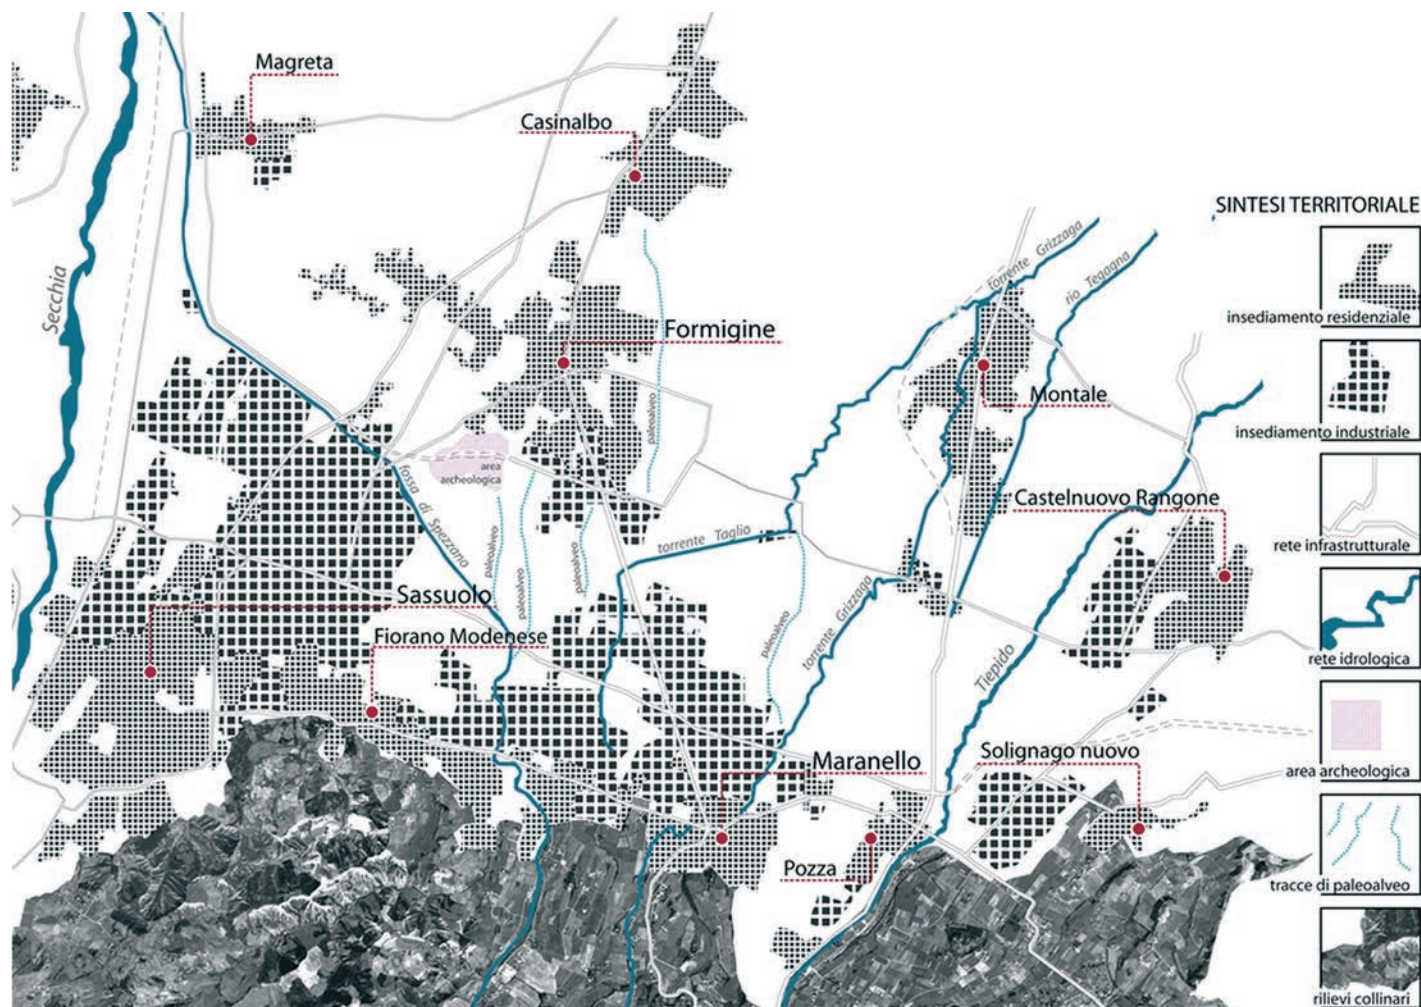 Magreta
Casinalbo
SINTESI TERRITORIALE
Secchia
torrente Grizzaga
rio Tegagna
insediamento residenziale
Formigine
Montale
paleoalveo
insediamento industriale
area
archeologica
fossa di Spezzano
Castelnuovo Rangone
torrente Taglio
rete infrastrutturale
paleoalveo
paleoalveo
paleoalveo
Sassuolo
torrente Grizzaga
paleoalveo
Fiorano Modenese
Tiepido
rete idrologica
Maranello
Solignago nuovo
area archeologica
Pozza
tracce di paleoalveo
rilievi collinari